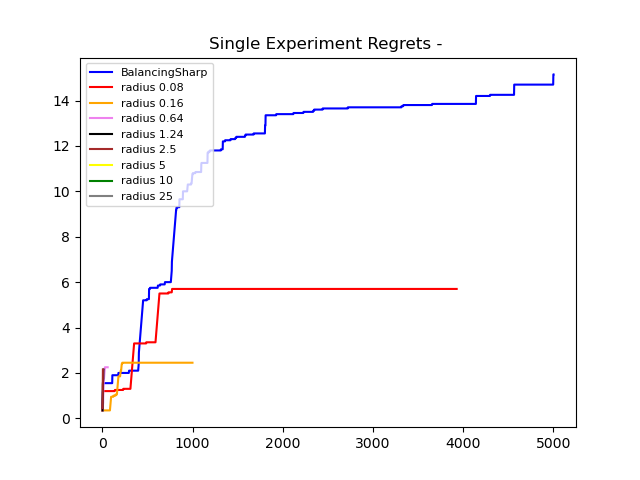 Single Experiment Regrets -
BalancingSharp
radius 0.08
radius 0.16
radius 0.64
radius 1.24
radius 2.5
radius 5
radius 10
radius 25
14
12
10
8
6
4
2
0
0 1000 2000 3000 4000 5000